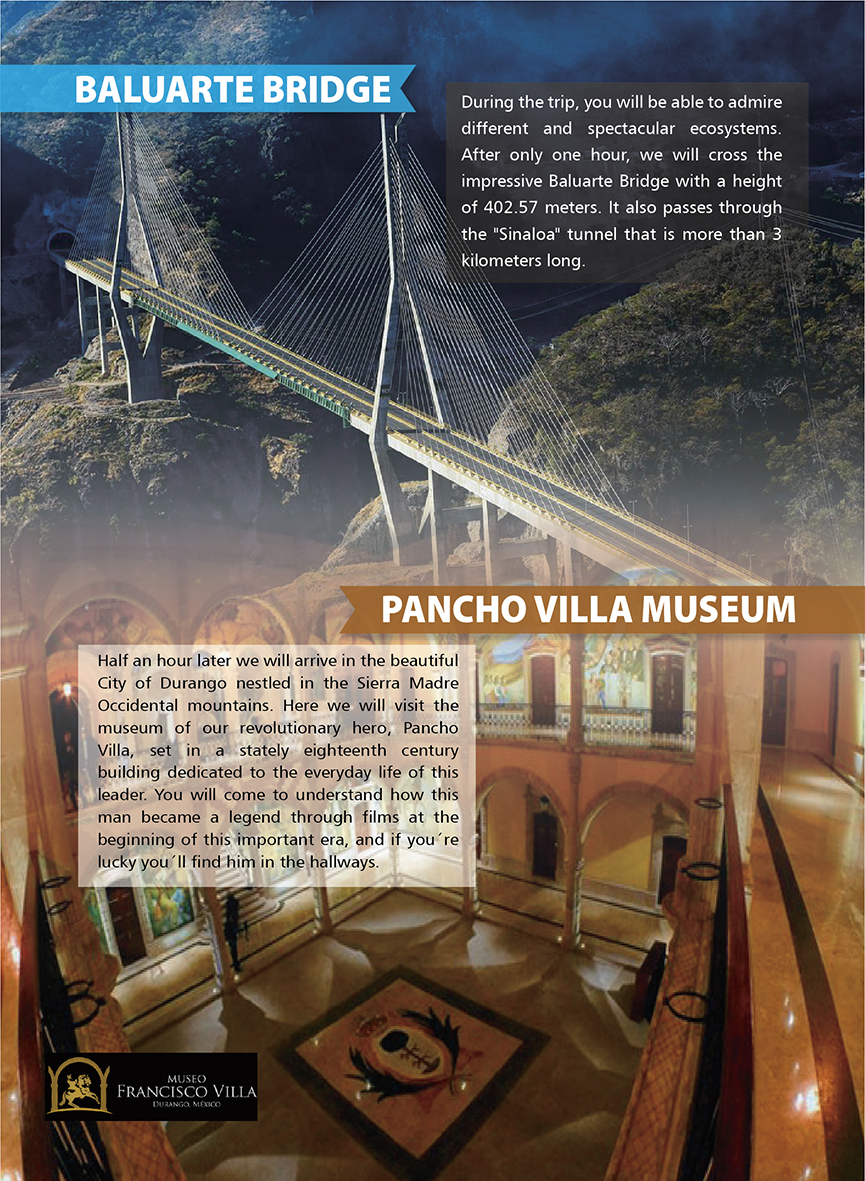 BALUARTE BRIDGE
During the trip, you will be able to admire
different and spectacular ecosystems.
After only one hour, we will cross the
impressive Baluarte Bridge with a height
of 402.57 meters. It also passes through
the "Sinaloa" tunnel that is more than 3
kilometers long.
PANCHO VILLA MUSEUM
Half an hour later we will arrive in the beautiful
City of Durango nestled in the Sierra Madre
Occidental mountains. Here we will visit the
museum of our revolutionary hero, Pancho
Villa, set in a stately eighteenth century
building dedicated to the everyday life of this
leader. You will come to understand how this
man became a legend through films at the
beginning of this important era, and if you´re
lucky you´ll find him in the hallways.
MUSEO
FRANCISCO VILLA
DURANGO, MÉXICO